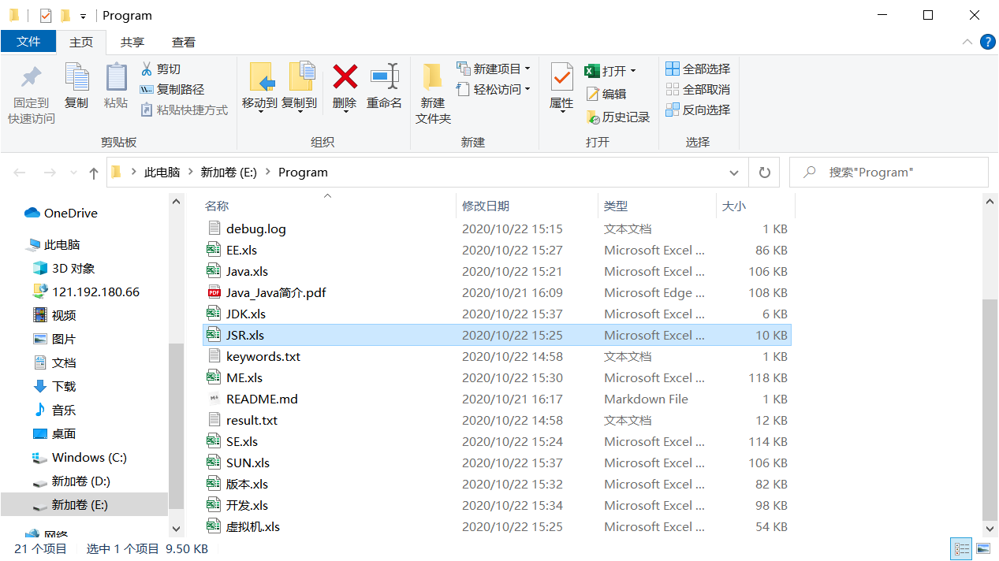 Program
文件 主页 共享 查看
固定到快速访问
复制
粘贴
剪切
复制路径
粘贴快捷方式
剪贴板
移动到
复制到
删除
重命名
组织
新建文件夹
新建项目
轻松访问
新建
属性
打开
编辑
历史记录
打开
全部选择
全部取消
反向选择
选择
此电脑 新加卷 (E:) Program
搜索"Program"
OneDrive
此电脑
3D 对象
121.192.180.66
视频
图片
文档
下载
音乐
桌面
Windows (C:)
新加卷 (D:)
新加卷 (E:)
网络
名称 修改日期 类型 大小
debug.log 2020/10/22 15:15 文本文档 1 KB
EE.xls 2020/10/22 15:27 Microsoft Excel ... 86 KB
Java.xls 2020/10/22 15:21 Microsoft Excel ... 106 KB
Java_Java简介.pdf 2020/10/21 16:09 Microsoft Edge ... 108 KB
JDK.xls 2020/10/22 15:37 Microsoft Excel ... 6 KB
JSR.xls 2020/10/22 15:25 Microsoft Excel ... 10 KB
keywords.txt 2020/10/22 14:58 文本文档 1 KB
ME.xls 2020/10/22 15:30 Microsoft Excel ... 118 KB
README.md 2020/10/21 16:17 Markdown File 1 KB
result.txt 2020/10/22 14:58 文本文档 12 KB
SE.xls 2020/10/22 15:24 Microsoft Excel ... 114 KB
SUN.xls 2020/10/22 15:37 Microsoft Excel ... 106 KB
版本.xls 2020/10/22 15:32 Microsoft Excel ... 82 KB
开发.xls 2020/10/22 15:34 Microsoft Excel ... 98 KB
虚拟机.xls 2020/10/22 15:25 Microsoft Excel ... 54 KB
21 个项目 选中 1 个项目 9.50 KB